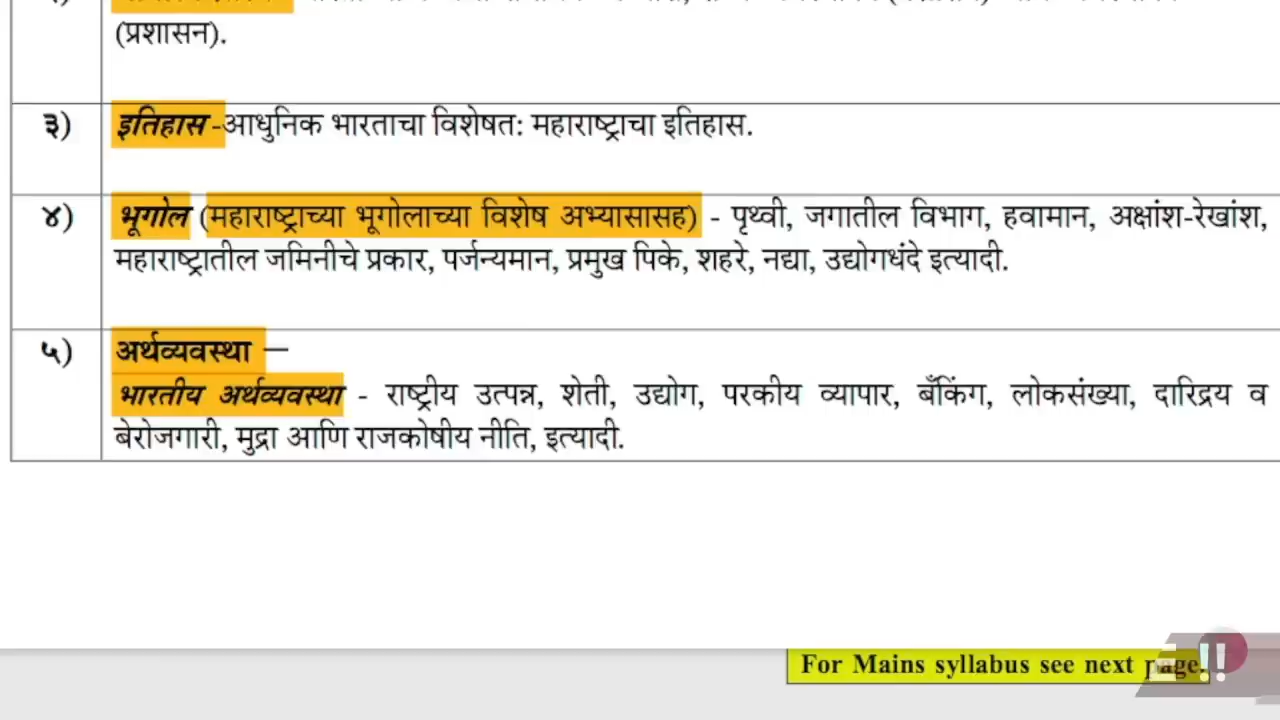 (प्रशासन).
३) इतिहास -आधुनिक भारताचा विशेषत: महाराष्ट्राचा इतिहास.
४) भूगोल (महाराष्ट्राच्या भूगोलाच्या विशेष अभ्यासासह) - पृथ्वी, जगातील विभाग, हवामान, अक्षांश-रेखांश,
महाराष्ट्रातील जमिनीचे प्रकार, पर्जन्यमान, प्रमुख पिके, शहरे, नद्या, उद्योगधंदे इत्यादी.
५) अर्थव्यवस्था —
भारतीय अर्थव्यवस्था - राष्ट्रीय उत्पन्न, शेती, उद्योग, परकीय व्यापार, बँकिंग, लोकसंख्या, दारिद्रय व
बेरोजगारी, मुद्रा आणि राजकोषीय नीति, इत्यादी.
For Mains syllabus see next page.